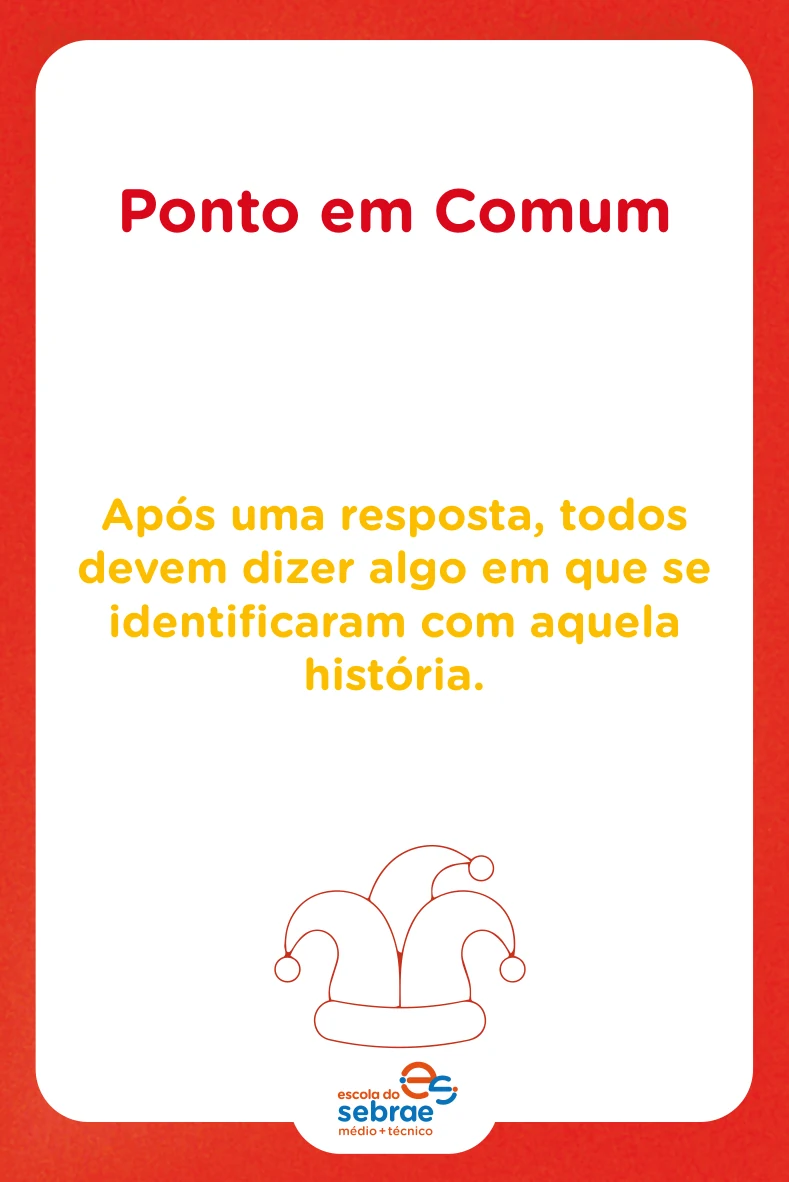 Ponto em Comum
Após uma resposta, todos
devem dizer algo em que se
identificaram com aquela
história.
es
escola do
sebrae
médio + técnico